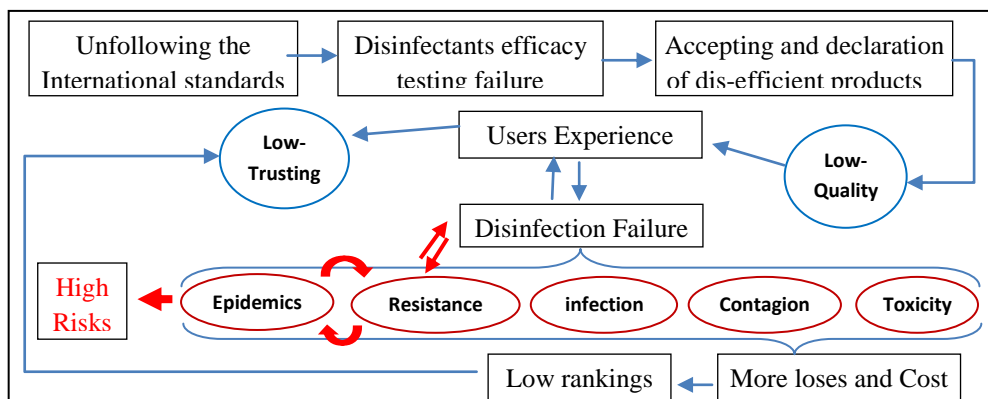 Unfollowing the
International standards
Disinfectants efficacy
testing failure
Accepting and declaration
of dis-efficient products
Low-
Trusting
Users Experience
Low-
Quality
Disinfection Failure
High
Risks
Epidemics
Resistance
infection
Contagion
Toxicity
Low rankings
More loses and Cost